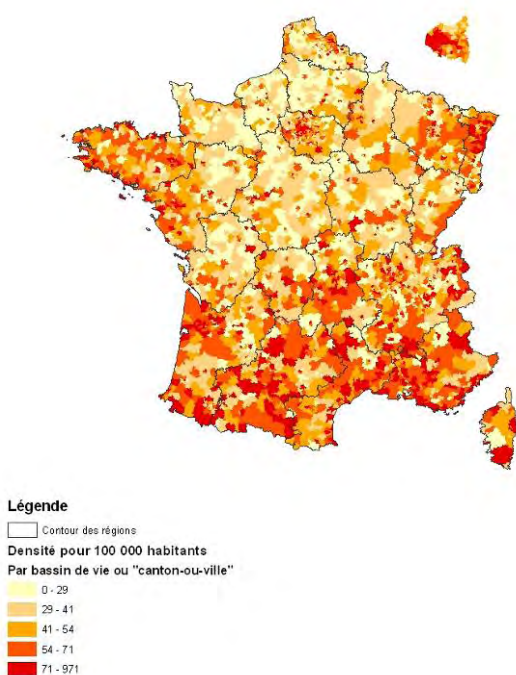 Légende
Contour des régions
Densité pour 100 000 habitants
Par bassin de vie ou "canton-ou-ville"
0 - 29
29 - 41
41 - 54
54 - 71
71 - 971